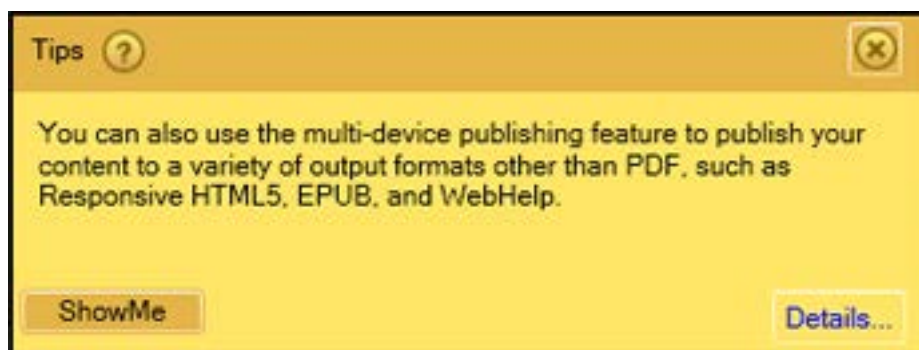 Tips ?
You can also use the multi-device publishing feature to publish your
content to a variety of output formats other than PDF, such as
Responsive HTML5, EPUB, and WebHelp.
ShowMe
Details...